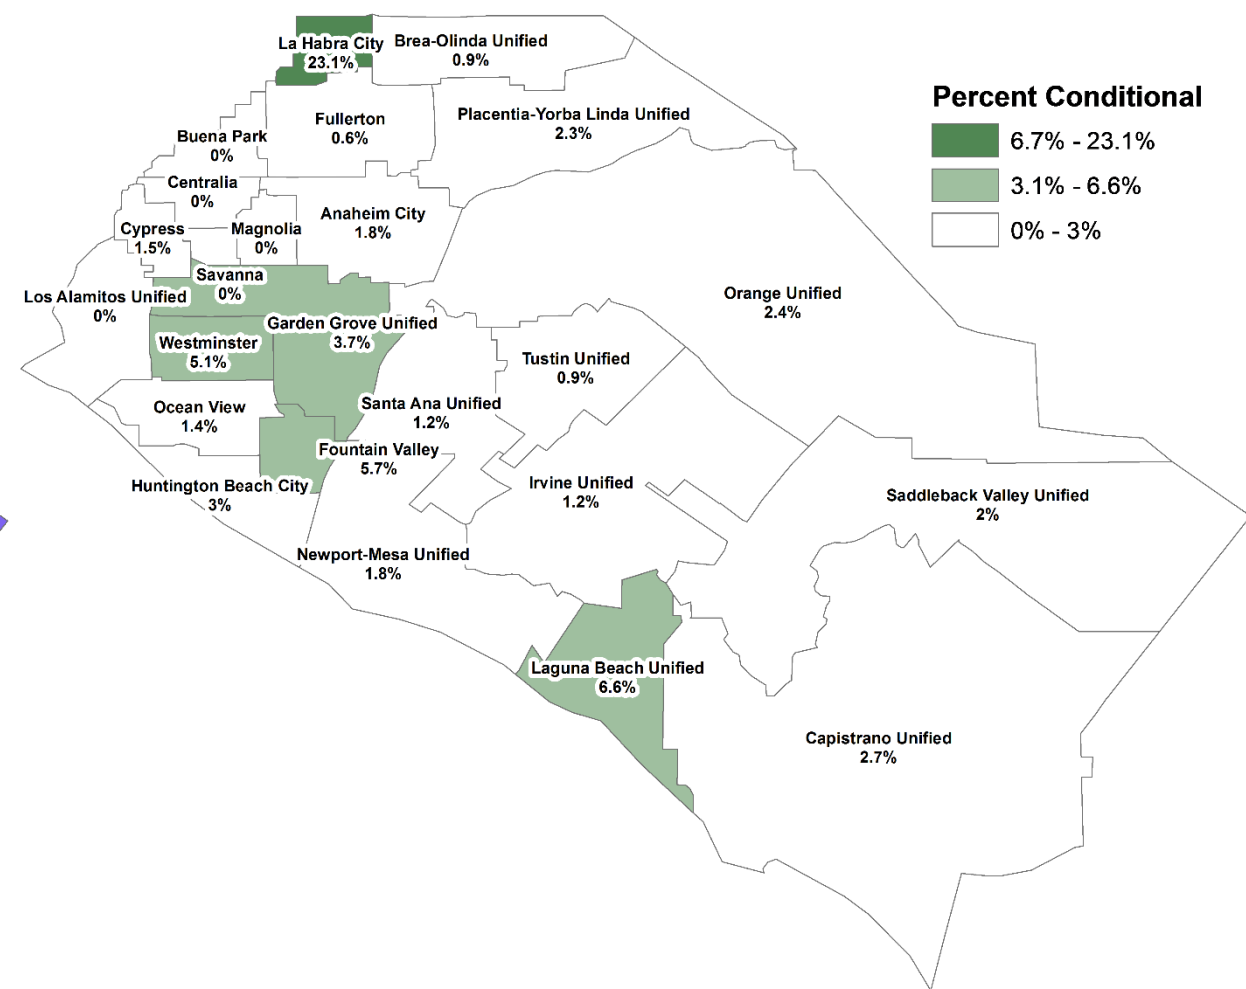 La Habra City
23.1%
Brea-Olinda Unified
0.9%
Percent Conditional
6.7% - 23.1%
3.1% - 6.6%
0% - 3%
Fullerton
0.6%
Placentia-Yorba Linda Unified
2.3%
Buena Park
0%
Centralia
0%
Anaheim City
1.8%
Cypress
1.5%
Magnolia
0%
Savanna
0%
Los Alamitos Unified
0%
Orange Unified
2.4%
Garden Grove Unified
3.7%
Westminster
5.1%
Tustin Unified
0.9%
Ocean View
1.4%
Santa Ana Unified
1.2%
Fountain Valley
5.7%
Huntington Beach City
3%
Irvine Unified
1.2%
Saddleback Valley Unified
2%
Newport-Mesa Unified
1.8%
Laguna Beach Unified
6.6%
Capistrano Unified
2.7%